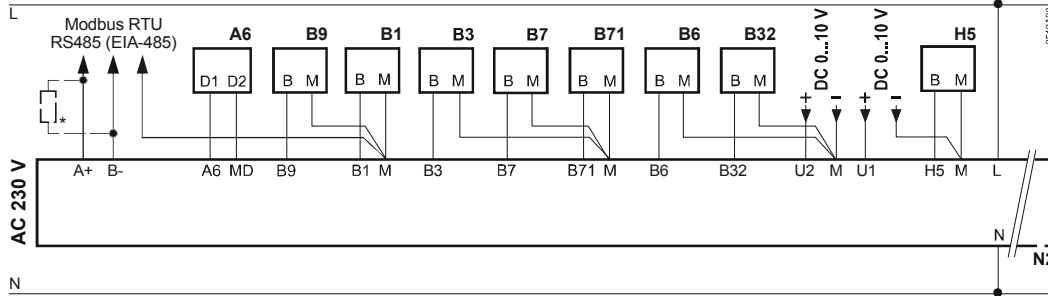 L
Modbus RTU
RS485 (EIA-485)
A6 B9 B1 B3 B7 B71 B6 B32 H5
DC 0...10 V
DC 0...10 V
D1 D2 B M B M B M B M B M B M B M B M
+ - + -
*
A+ B- A6 MD B9 B1 M B3 B7 B71 M B6 B32 U2 M U1 H5 M L
AC 230 V
N
N2
N